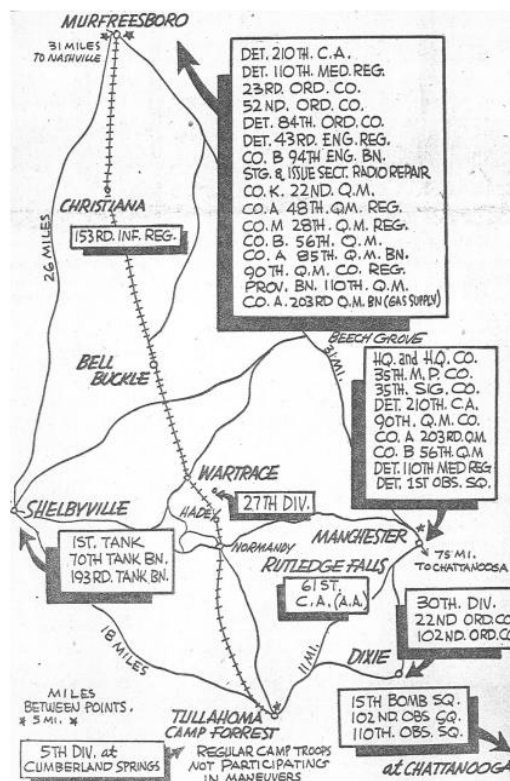 MURFREESBORO
31 MILES
TO NASHVILLE
DET. 210TH. C.A.
DET. 110TH. MED. REG.
23RD. ORD. CO.
52ND. ORD. CO.
DET. 84TH. ORD. CO.
DET. 43RD. ENG. REG.
CO. B 94TH ENG. BN.
STG. & ISSUE SECT. RADIO REPAIR
CO. K. 22ND. Q.M.
CO. A 48TH. QM. REG.
CO. M 28TH. Q.M. REG.
CO. B. 56TH. Q.M.
CO. A 85TH. Q.M. BN.
90TH. Q.M. CO. REG.
PROV. BN. 110TH. Q.M.
CO. A. 203RD Q.M. BN (GAS SUPPLY)
CHRISTIANA
153RD. INF. REG.
26 MILES
BELL
BUCKLE
BEECH GROVE
HQ. and H.Q. CO.
35TH. M.P. CO.
35TH. SIG. CO.
DET. 210TH. C.A.
90TH. Q.M. CO.
CO. A 203RD. Q.M.
CO. B 56TH. Q.M
DET. 110TH MED REG
DET. 1ST OBS. SQ.
WARTRACE
27TH DIV.
HADE
SHELBYVILLE
NORMANDY
MANCHESTER
75 MI.
TO CHATTANOOGA
1ST. TANK
70TH TANK BN.
193RD. TANK BN.
RUTLEDGE FALLS
61ST.
C.A. (A.A.)
30TH. DIV.
22ND ORD. CO
102ND. ORD. CO
18 MILES
11 MI.
DIXIE
MILES
BETWEEN POINTS.
* 5 MI. *
TULLAHOMA
CAMP FORREST
15TH BOMB SQ.
102ND. OBS SQ.
110TH. OBS. SQ.
5TH DIV. at
CUMBERLAND SPRINGS
REGULAR CAMP TROOPS
NOT PARTICIPATING
IN MANEUVERS
at CHATTANOOGA